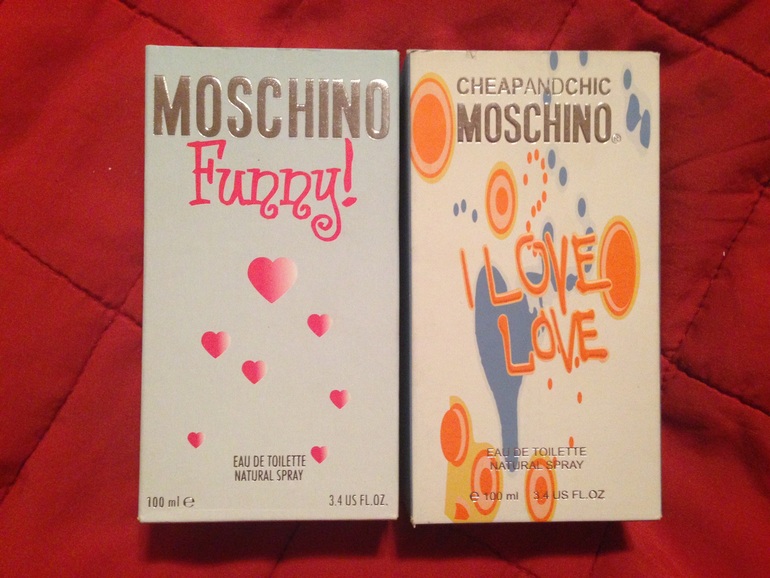 MOSCHINO
Funny!
EAU DE TOILETTE
NATURAL SPRAY
100 ml ℮
3.4 US FL.OZ.
CHEAPANDCHIC
MOSCHINO
I LOVE
LOVE
EAU DE TOILETTE
NATURAL SPRAY
℮ 100 ml 3.4 US FL.OZ